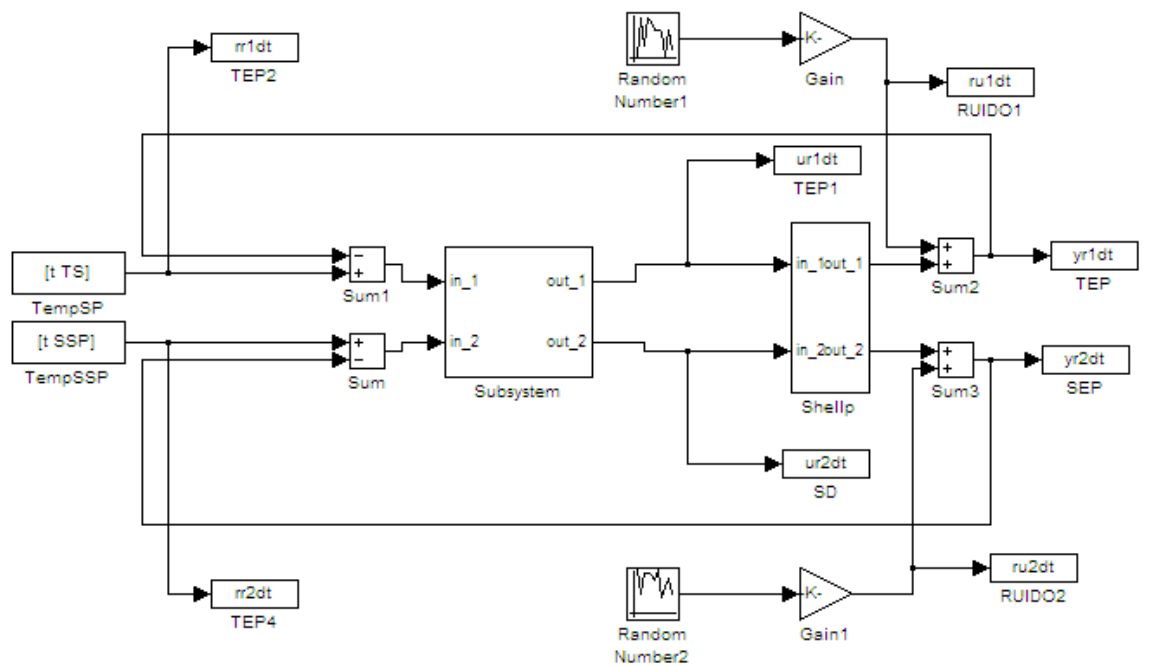 rr1dt
TEP2
Random
Number1
K-
Gain
ru1dt
RUIDO1
ur1dt
TEP1
[t TS]
TempSP
−
+
Sum1
in_1
out_1
in_2
out_2
Subsystem
in_1out_1
in_2out_2
Shellp
+
+
Sum2
yr1dt
TEP
[t SSP]
TempSSP
+
−
Sum
+
+
Sum3
yr2dt
SEP
ur2dt
SD
rr2dt
TEP4
Random
Number2
K-
Gain1
ru2dt
RUIDO2